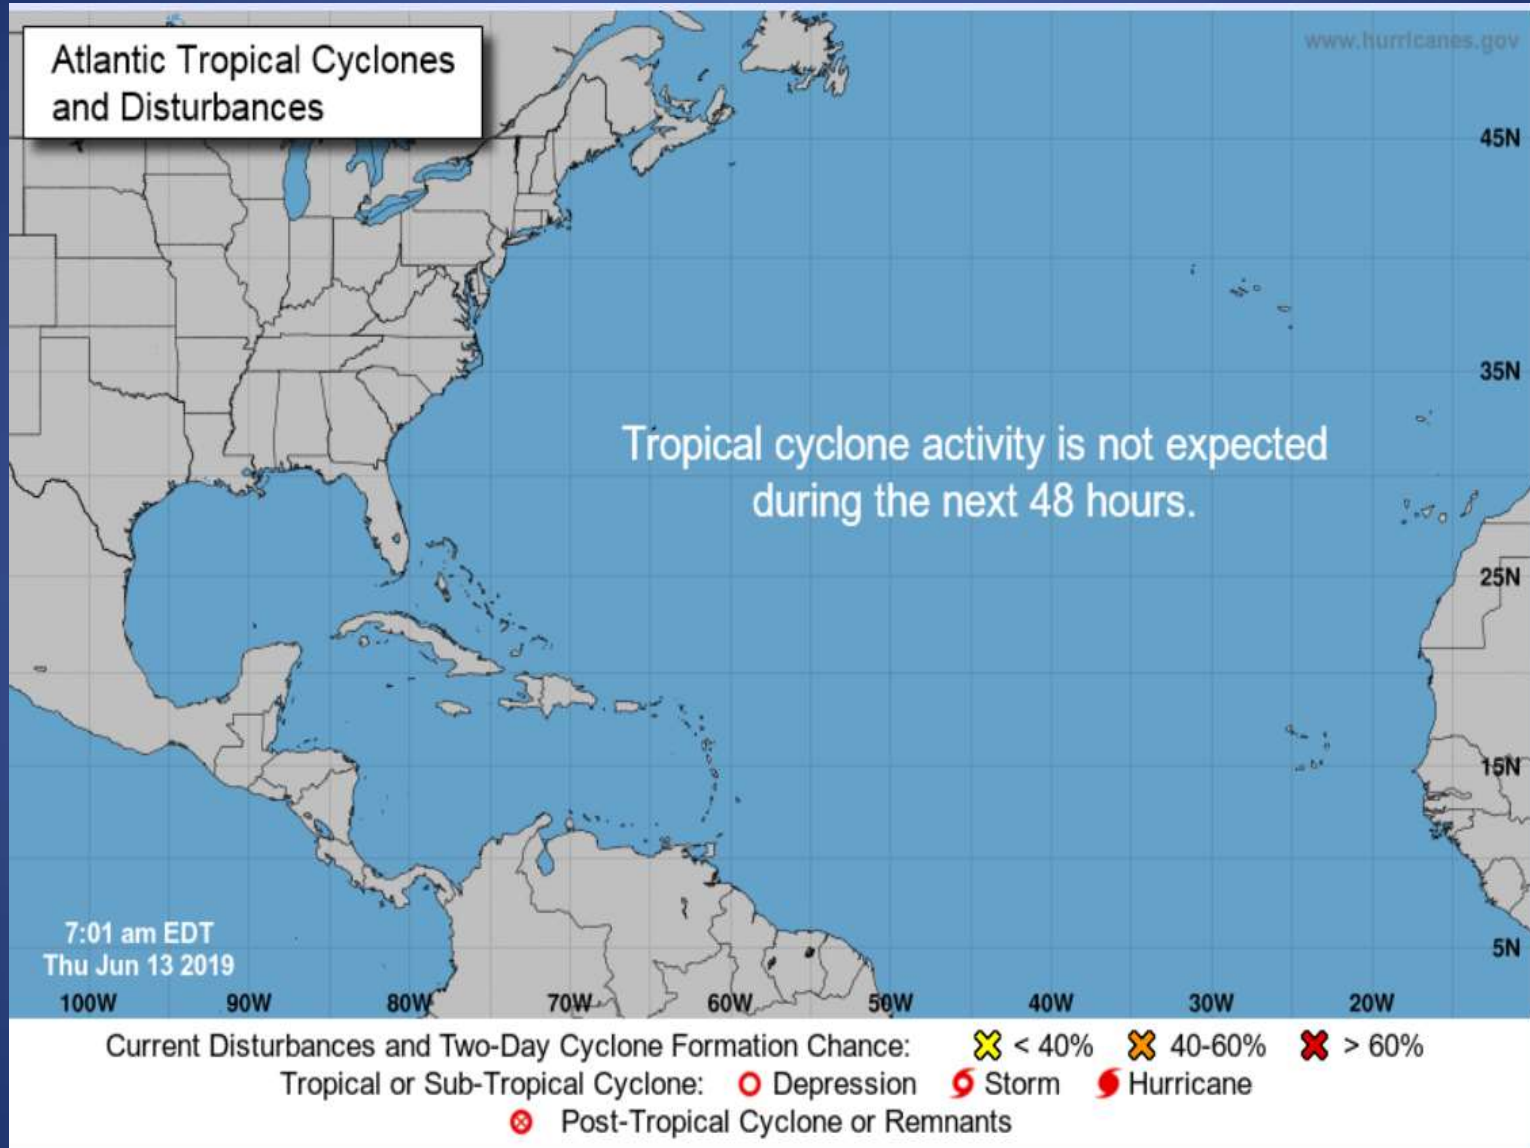 Atlantic Tropical Cyclones
and Disturbances
www.hurricanes.gov
45N
35N
Tropical cyclone activity is not expected
during the next 48 hours.
25N
15N
7:01 am EDT
Thu Jun 13 2019
5N
100W 90W 80W 70W 60W 50W 40W 30W 20W
Current Disturbances and Two-Day Cyclone Formation Chance: < 40% 40-60% > 60%
Tropical or Sub-Tropical Cyclone: Depression Storm Hurricane
Post-Tropical Cyclone or Remnants